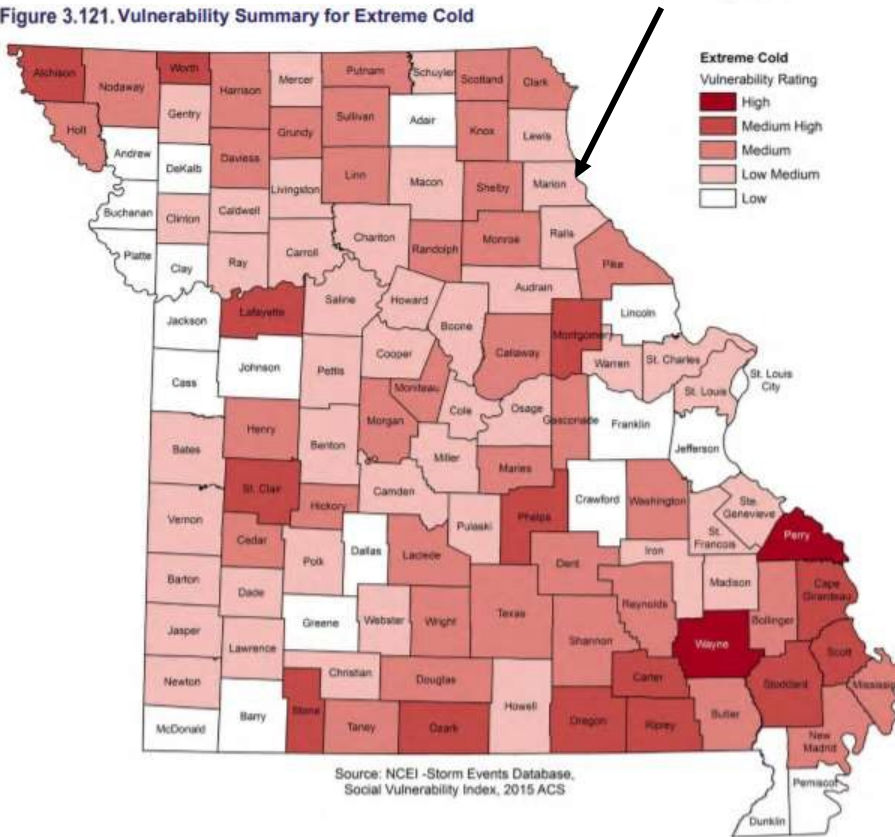 Figure 3.121. Vulnerability Summary for Extreme Cold
Extreme Cold
Vulnerability Rating
High
Medium High
Medium
Low Medium
Low
Atchison
Nodaway
Worth
Harrison
Mercer
Putnam
Schuyler
Scotland
Clark
Holt
Gentry
Sullivan
Adair
Knox
Lewis
Andrew
DeKalb
Daviess
Grundy
Linn
Macon
Shelby
Marion
Livingston
Buchanan
Clinton
Caldwell
Chariton
Randolph
Monroe
Ralls
Platte
Clay
Ray
Carroll
Pike
Audrain
Jackson
Lafayette
Saline
Howard
Boone
Callaway
Montgomery
Lincoln
Warren
St. Charles
St. Louis
St. Louis
City
Cass
Johnson
Pettis
Cooper
Moniteau
Cole
Osage
Gasconade
Franklin
Jefferson
Bates
Henry
Benton
Morgan
Miller
Maries
St. Clair
Hickory
Camden
Pulaski
Phelps
Crawford
Washington
Ste.
Genevieve
St.
Francois
Perry
Vernon
Cedar
Polk
Dallas
Laclede
Dent
Iron
Madison
Cape
Girardeau
Barton
Dade
Greene
Webster
Wright
Texas
Reynolds
Wayne
Bollinger
Jasper
Lawrence
Shannon
Scott
Newton
Christian
Douglas
Howell
Carter
Stoddard
Mississip
McDonald
Barry
Stone
Taney
Ozark
Oregon
Ripley
Butler
New
Madrid
Pemiscot
Dunklin
Source: NCEI -Storm Events Database,
Social Vulnerability Index, 2015 ACS